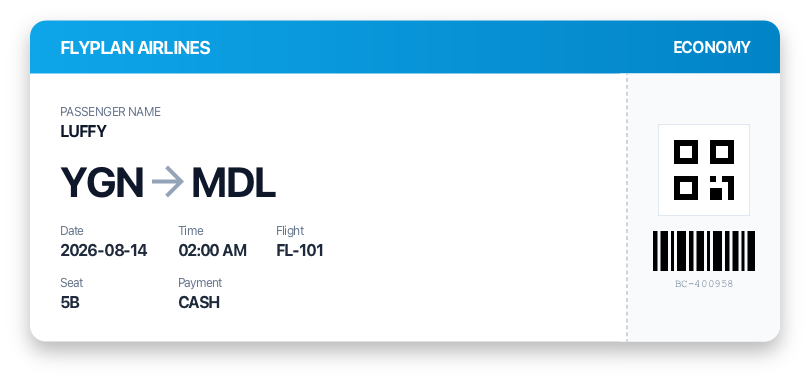 FLYPLAN AIRLINES
ECONOMY
PASSENGER NAME
LUFFY
YGN → MDL
Date Time Flight
2026-08-14 02:00 AM FL-101
Seat Payment
5B CASH
BC-400958